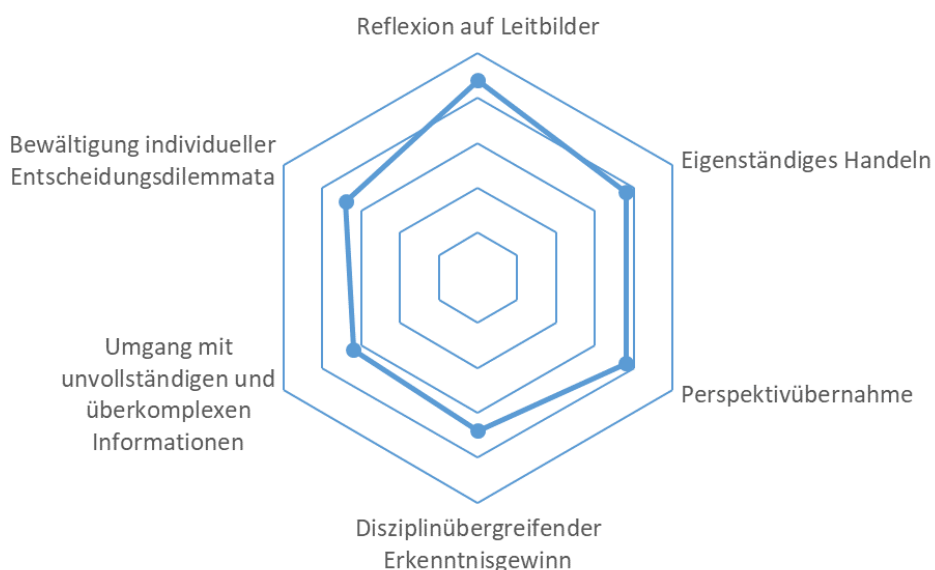 Reflexion auf Leitbilder
Eigenständiges Handeln
Perspektivübernahme
Disziplinübergreifender
Erkenntnisgewinn
Umgang mit
unvollständigen und
überkomplexen
Informationen
Bewältigung individueller
Entscheidungsdilemmata